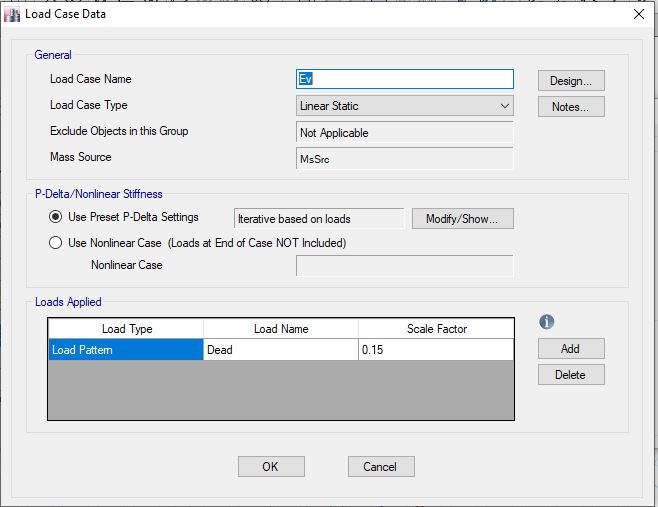 Load Case Data
General
Load Case Name Ev Design...
Load Case Type Linear Static Notes...
Exclude Objects in this Group Not Applicable
Mass Source MsSrc
P-Delta/Nonlinear Stiffness
Use Preset P-Delta Settings Iterative based on loads Modify/Show...
Use Nonlinear Case (Loads at End of Case NOT Included)
Nonlinear Case
Loads Applied
Load Type Load Name Scale Factor
Load Pattern Dead 0.15
Add
Delete
OK Cancel